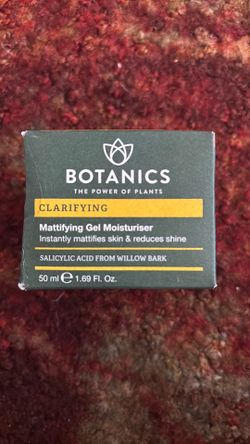 BOTANICS
THE POWER OF PLANTS
CLARIFYING
Mattifying Gel Moisturiser
Instantly mattifies skin & reduces shine
SALICYLIC ACID FROM WILLOW BARK
50 ml ℮ 1.69 Fl. Oz.